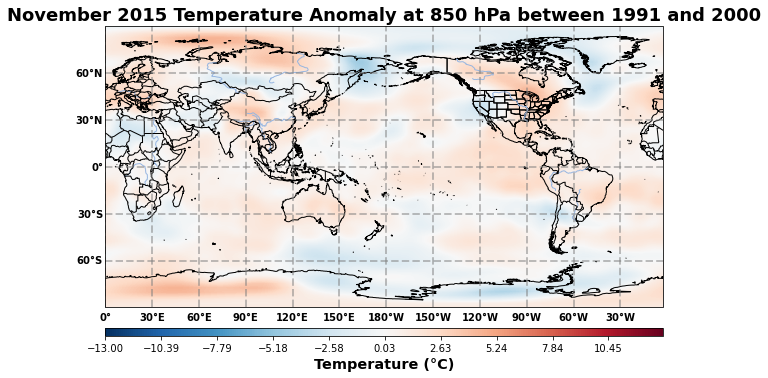 November 2015 Temperature Anomaly at 850 hPa between 1991 and 2000
60°N
30°N
0°
30°S
60°S
0° 30°E 60°E 90°E 120°E 150°E 180°W 150°W 120°W 90°W 60°W 30°W
−13.00 −10.39 −7.79 −5.18 −2.58 0.03 2.63 5.24 7.84 10.45
Temperature (°C)